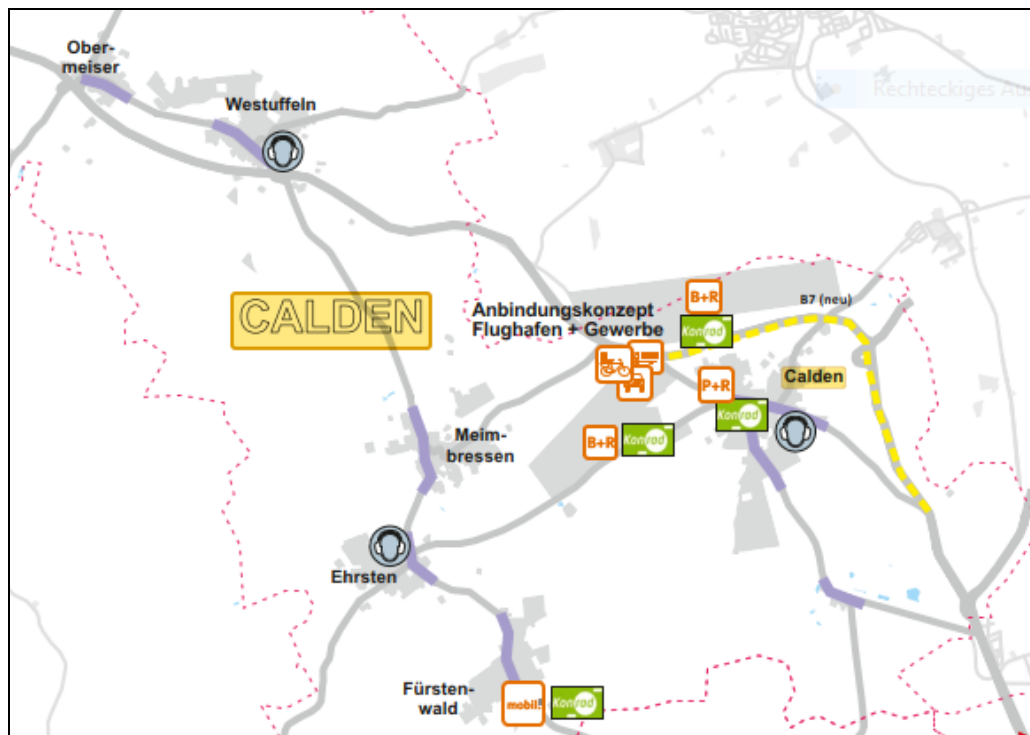 Ober-
meiser
Rechteckiges Au
Westuffeln
CALDEN
Anbindungskonzept
Flughafen + Gewerbe
B+R
Konrad
B7 (neu)
P+R
Calden
Konrad
B+R
Konrad
Meim-
bressen
Ehrsten
Fürsten-
wald
mobil!
Konrad